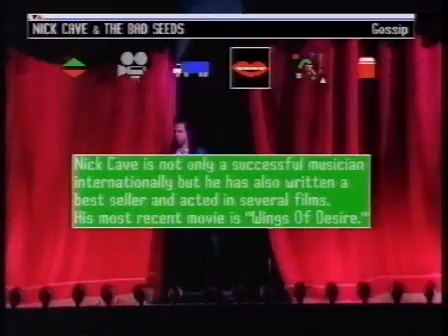 NICK CAVE & THE BAD SEEDS Gossip
Nick Cave is not only a successful musician
internationally but he has also written a
best seller and acted in several films.
His most recent movie is "Wings Of Desire."